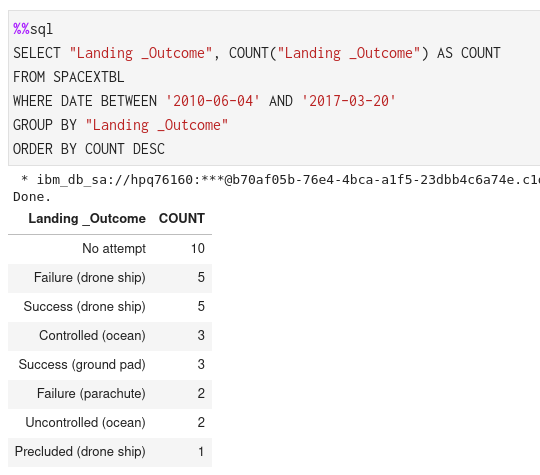 %%sql
SELECT "Landing _Outcome", COUNT("Landing _Outcome") AS COUNT
FROM SPACEXTBL
WHERE DATE BETWEEN '2010-06-04' AND '2017-03-20'
GROUP BY "Landing _Outcome"
ORDER BY COUNT DESC
* ibm_db_sa://hpq76160:***@b70af05b-76e4-4bca-a1f5-23dbb4c6a74e.c1o
Done.
Landing _Outcome COUNT
No attempt 10
Failure (drone ship) 5
Success (drone ship) 5
Controlled (ocean) 3
Success (ground pad) 3
Failure (parachute) 2
Uncontrolled (ocean) 2
Precluded (drone ship) 1